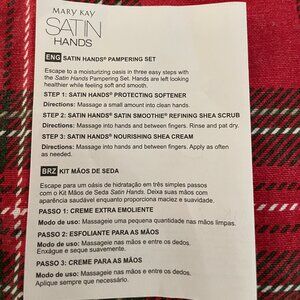 MARY KAY
SATIN
HANDS
ENG SATIN HANDS® PAMPERING SET
Escape to a moisturizing oasis in three easy steps with
the Satin Hands Pampering Set. Hands are left looking
healthier while feeling soft and smooth.
STEP 1: SATIN HANDS® PROTECTING SOFTENER
Directions: Massage a small amount into clean hands.
STEP 2: SATIN HANDS® SATIN SMOOTHIE® REFINING SHEA SCRUB
Directions: Massage into hands and between fingers. Rinse and pat dry.
STEP 3: SATIN HANDS® NOURISHING SHEA CREAM
Directions: Massage into hands and between fingers. Apply as often
as needed.
BRZ KIT MÃOS DE SEDA
Escape para um oásis de hidratação em três simples passos
com o Kit Mãos de Seda Satin Hands. Deixa suas mãos com
aparência saudável enquanto proporciona maciez e suavidade.
PASSO 1: CREME EXTRA EMOLIENTE
Modo de uso: Massageie uma pequena quantidade nas mãos limpas.
PASSO 2: ESFOLIANTE PARA AS MÃOS
Modo de uso: Massageie nas mãos e entre os dedos.
Enxágue e seque suavemente.
PASSO 3: CREME PARA AS MÃOS
Modo de uso: Massageie nas mãos e entre os dedos.
Aplique sempre que necessário.